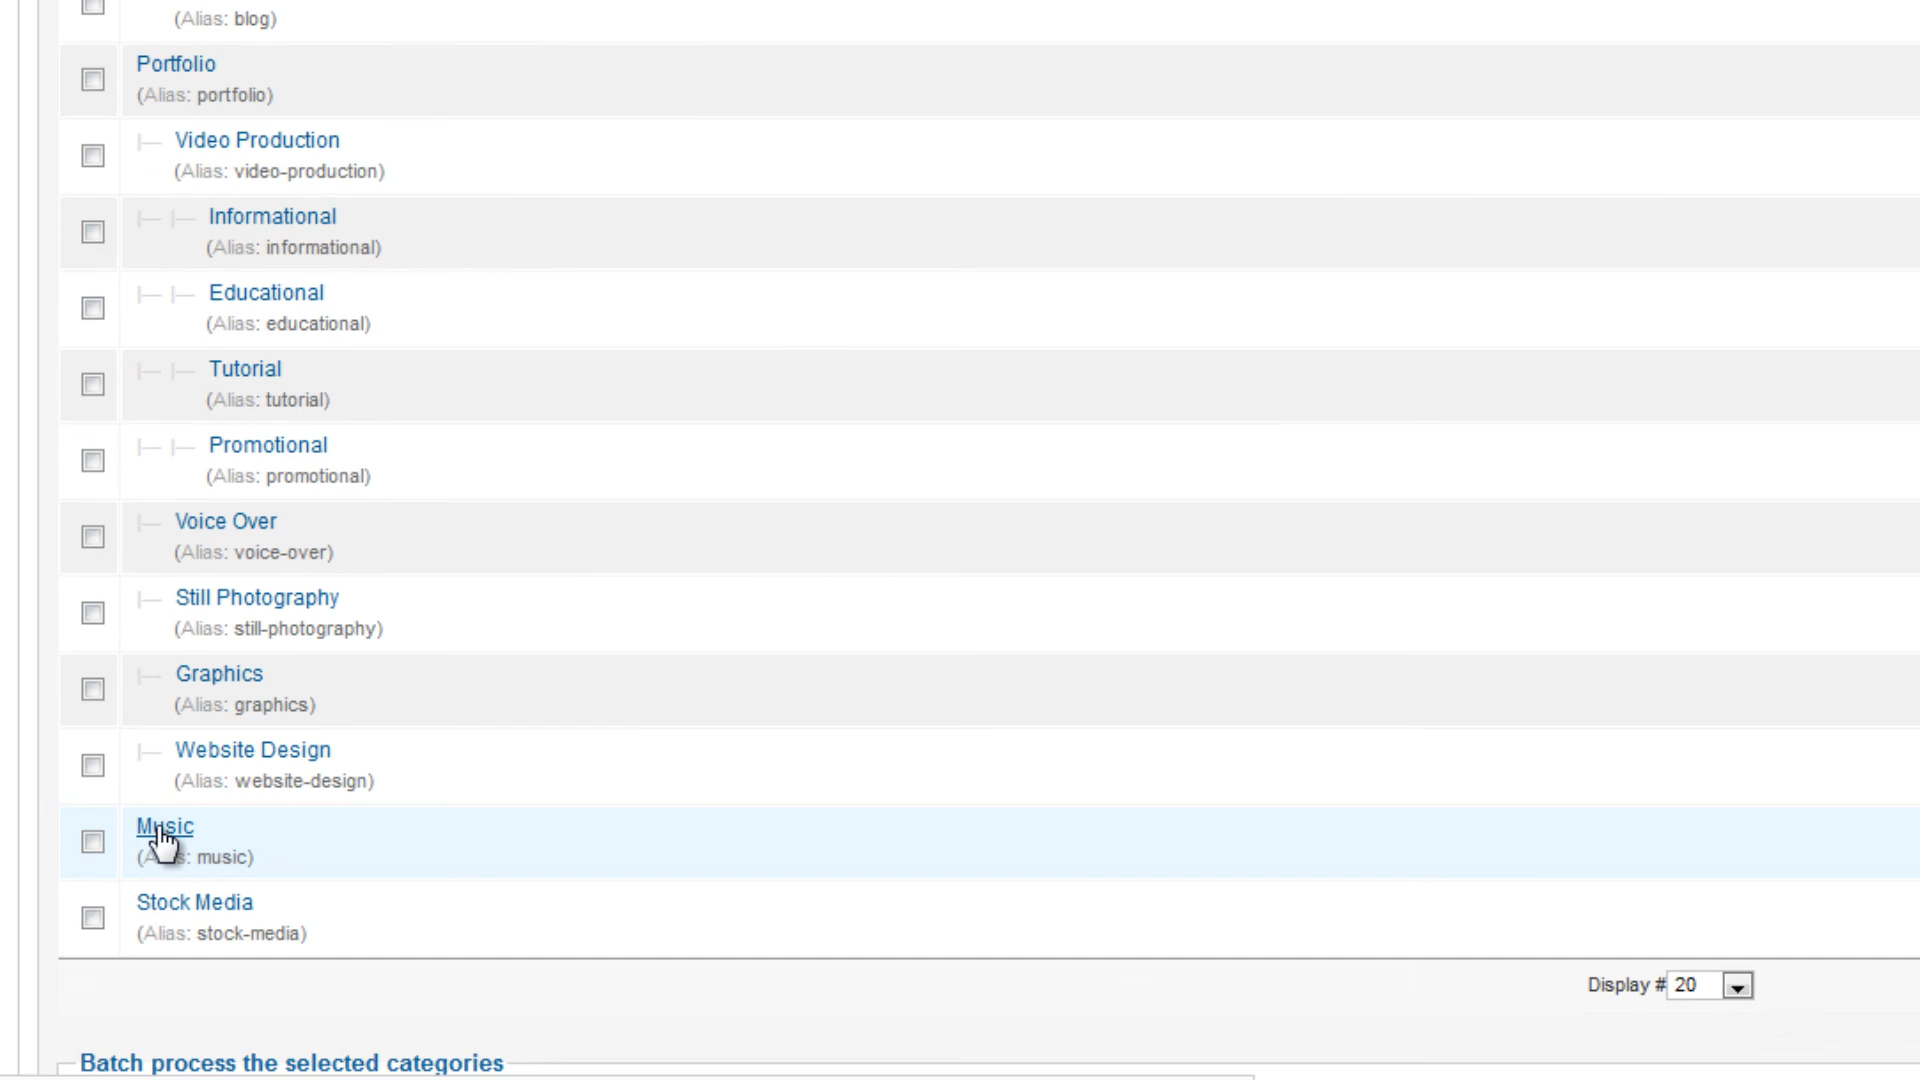 (Alias: blog)
Portfolio
(Alias: portfolio)
Video Production
(Alias: video-production)
Informational
(Alias: informational)
Educational
(Alias: educational)
Tutorial
(Alias: tutorial)
Promotional
(Alias: promotional)
Voice Over
(Alias: voice-over)
Still Photography
(Alias: still-photography)
Graphics
(Alias: graphics)
Website Design
(Alias: website-design)
Music
(Alias: music)
Stock Media
(Alias: stock-media)
Display # 20
Batch process the selected categories